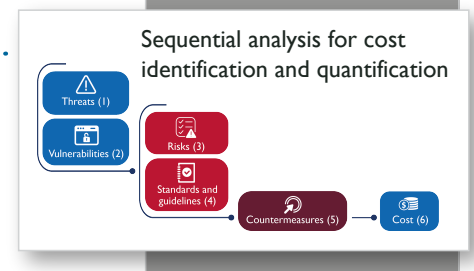 Sequential analysis for cost
identification and quantification
Threats (1)
Vulnerabilities (2)
Risks (3)
Standards and
guidelines (4)
Countermeasures (5)
Cost (6)